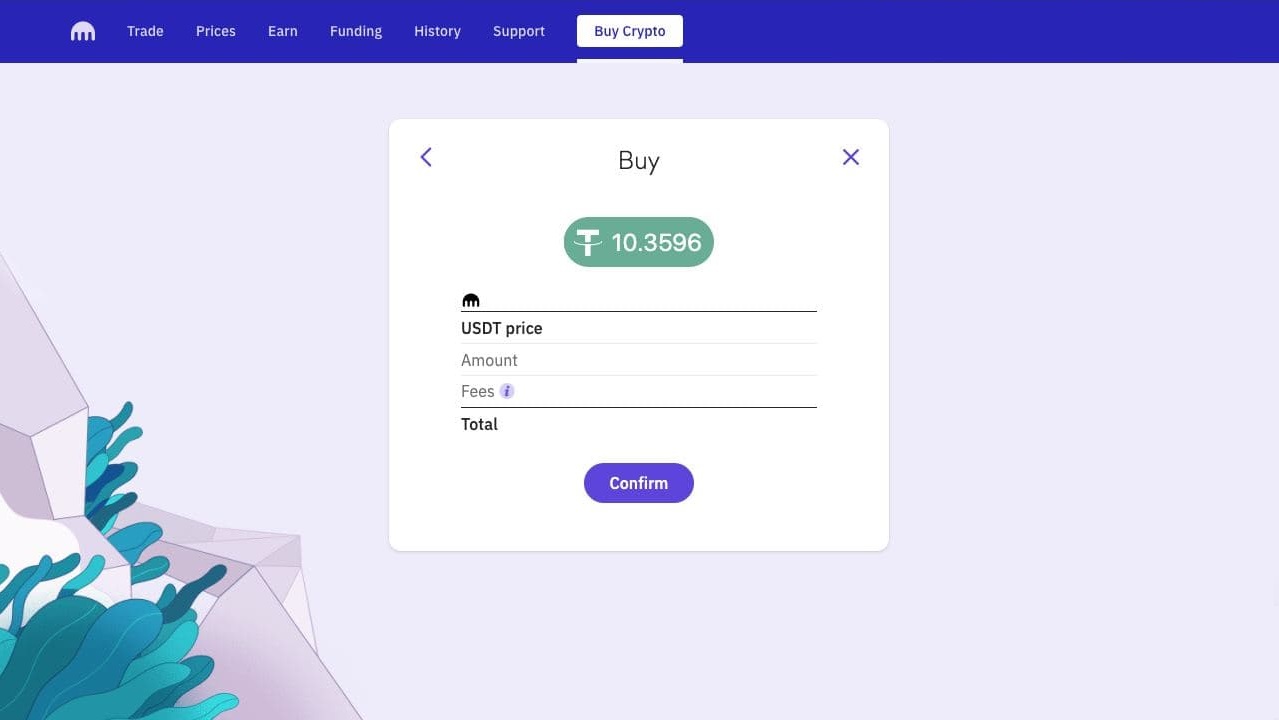 Trade Prices Earn Funding History Support Buy Crypto
Buy
10.3596
USDT price
Amount
Fees i
Total
Confirm